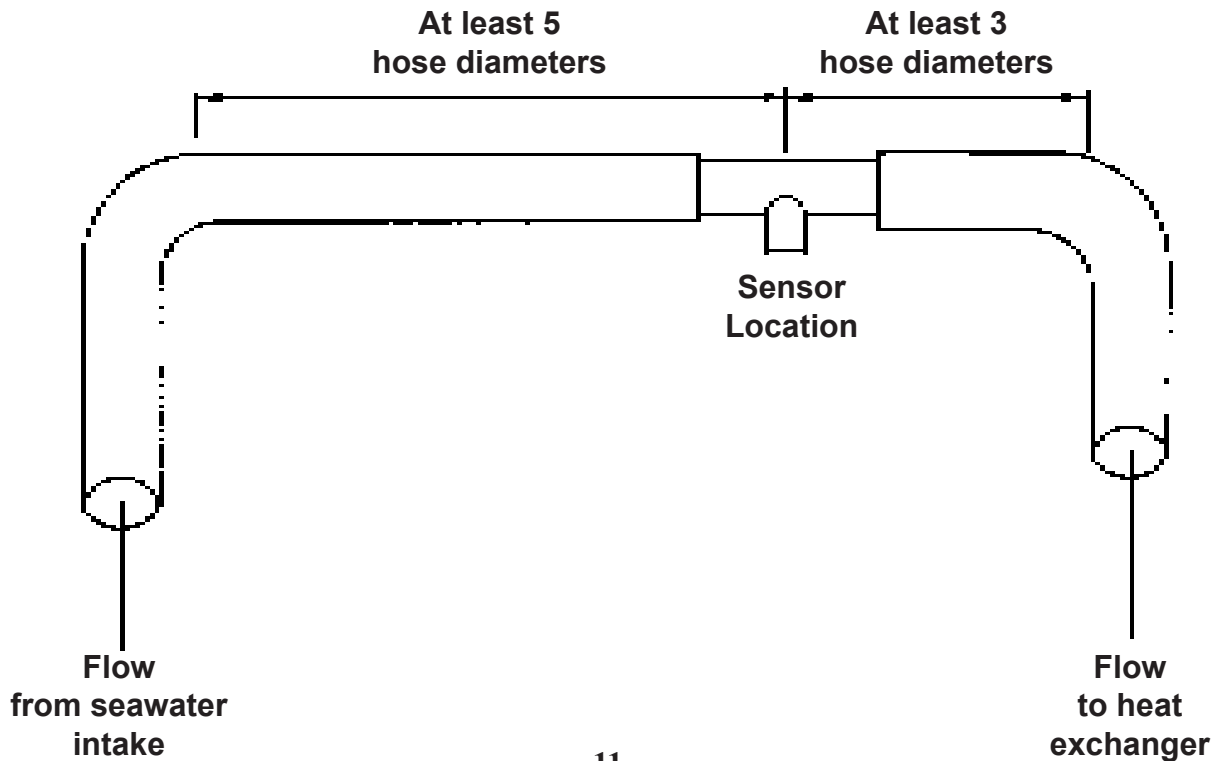 At least 5
hose diameters
At least 3
hose diameters
Sensor
Location
Flow
from seawater
intake
Flow
to heat
exchanger